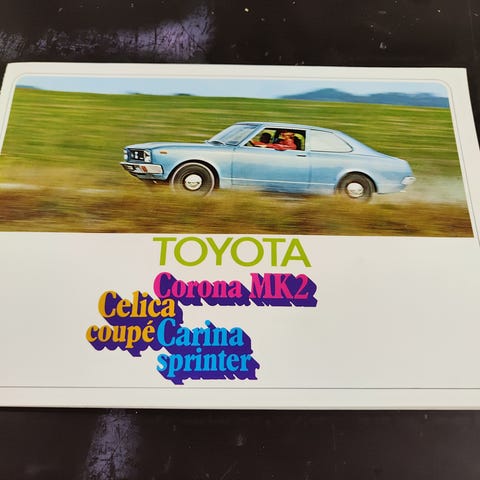 TOYOTA
Corona MK2
Celica
coupé Carina
sprinter